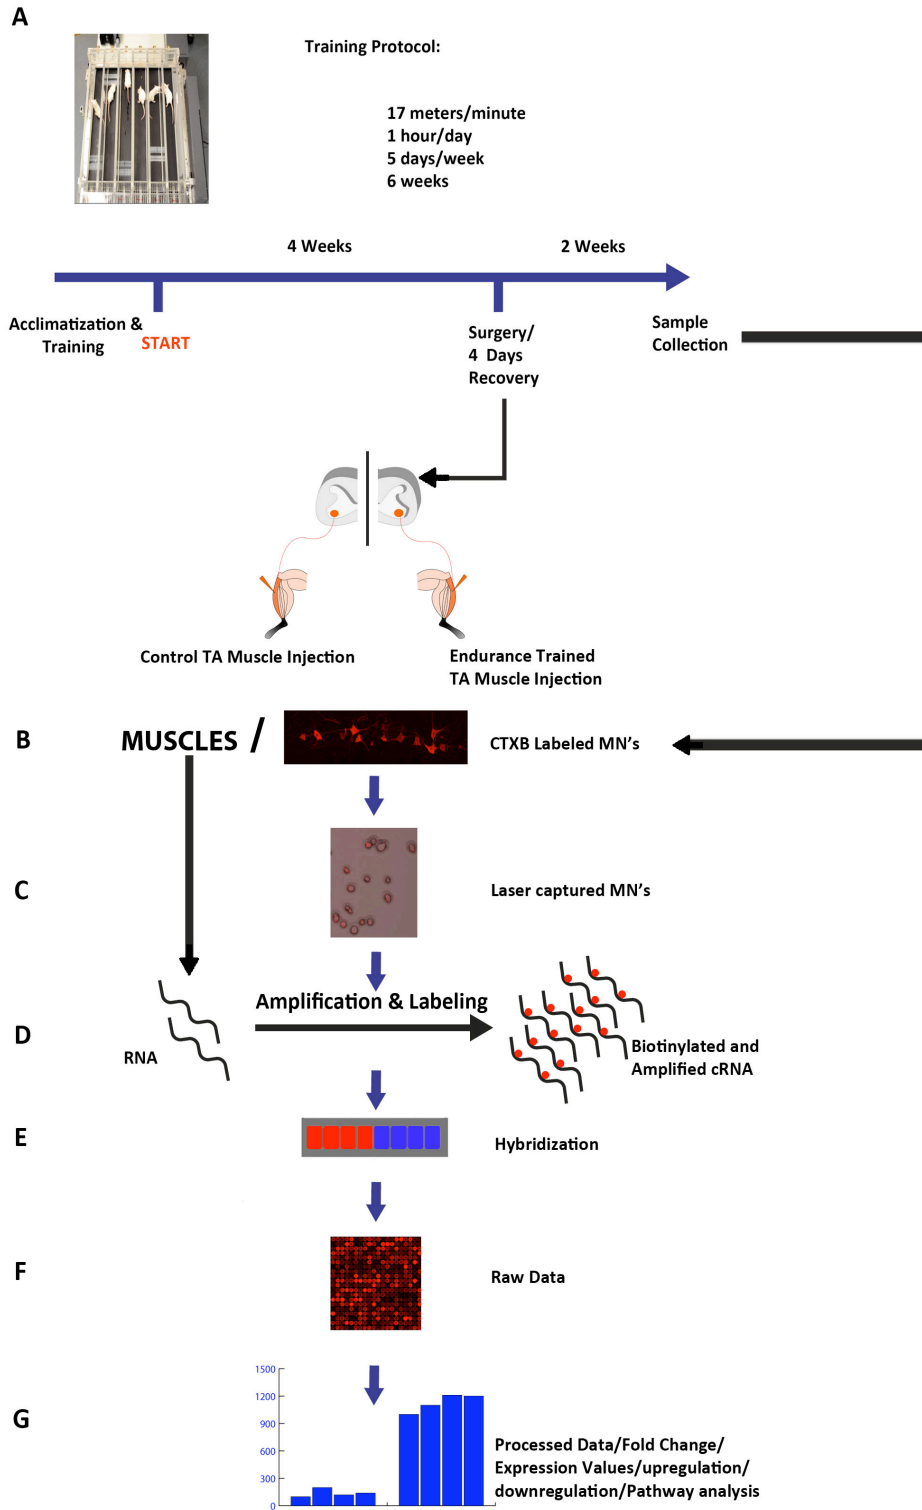 A
Training Protocol:
17 meters/minute
1 hour/day
5 days/week
6 weeks
4 Weeks
2 Weeks
Acclimatization &
Training
START
Surgery/
4 Days
Recovery
Sample
Collection
Control TA Muscle Injection
Endurance Trained
TA Muscle Injection
B
MUSCLES /
CTXB Labeled MN's
C
Laser captured MN's
D
Amplification & Labeling
RNA
Biotinylated and
Amplified cRNA
E
Hybridization
F
Raw Data
G
1500
1200
900
600
300
0
Processed Data/Fold Change/
Expression Values/upregulation/
downregulation/Pathway analysis